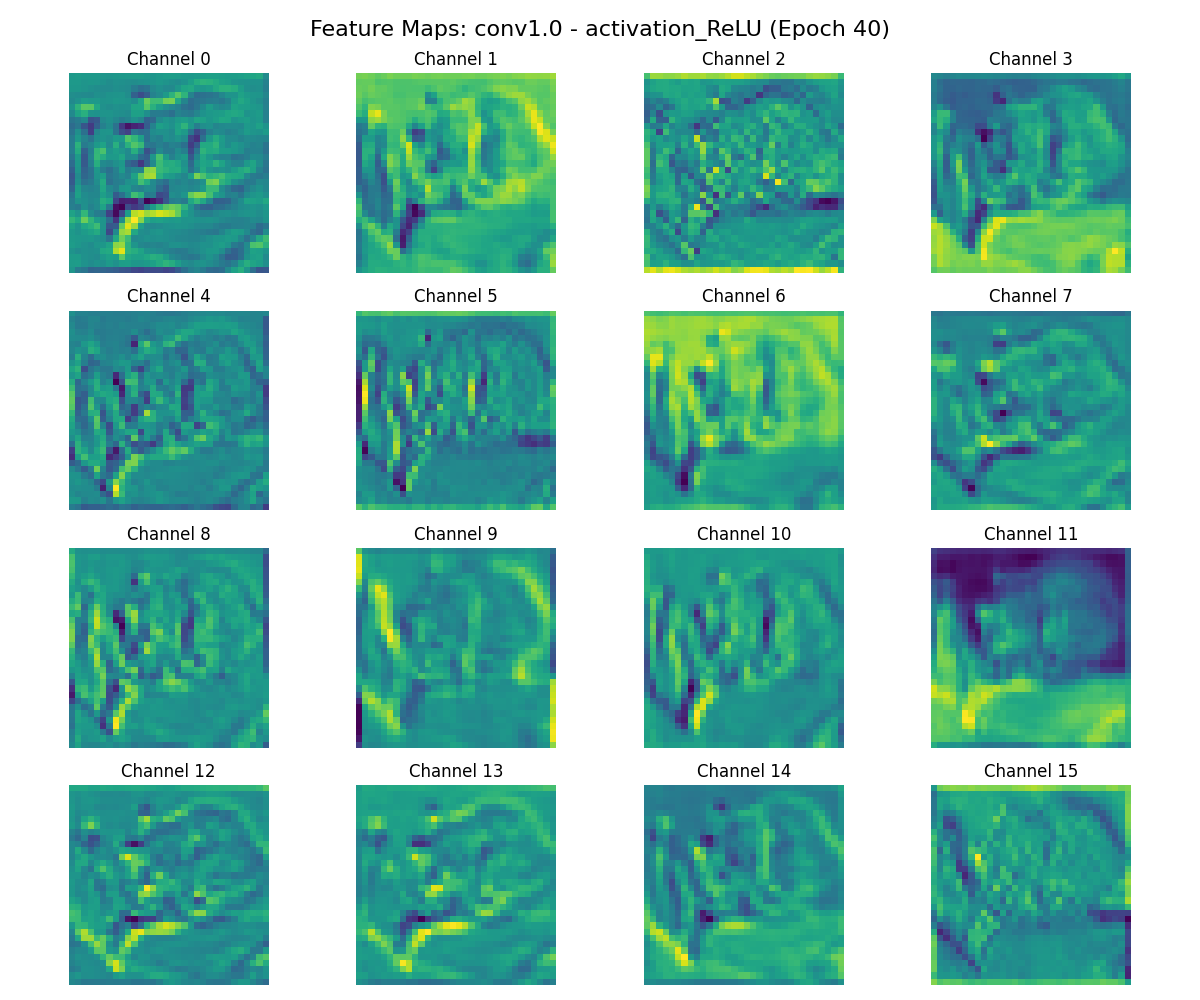 Feature Maps: conv1.0 - activation_ReLU (Epoch 40)
Channel 0 Channel 1 Channel 2 Channel 3
Channel 4 Channel 5 Channel 6 Channel 7
Channel 8 Channel 9 Channel 10 Channel 11
Channel 12 Channel 13 Channel 14 Channel 15